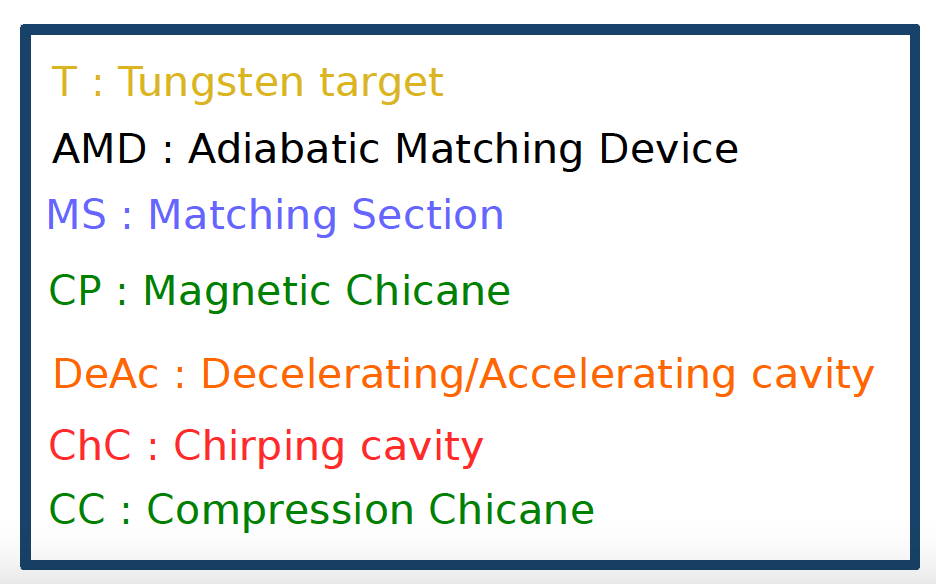 T : Tungsten target
AMD : Adiabatic Matching Device
MS : Matching Section
CP : Magnetic Chicane
DeAc : Decelerating/Accelerating cavity
ChC : Chirping cavity
CC : Compression Chicane